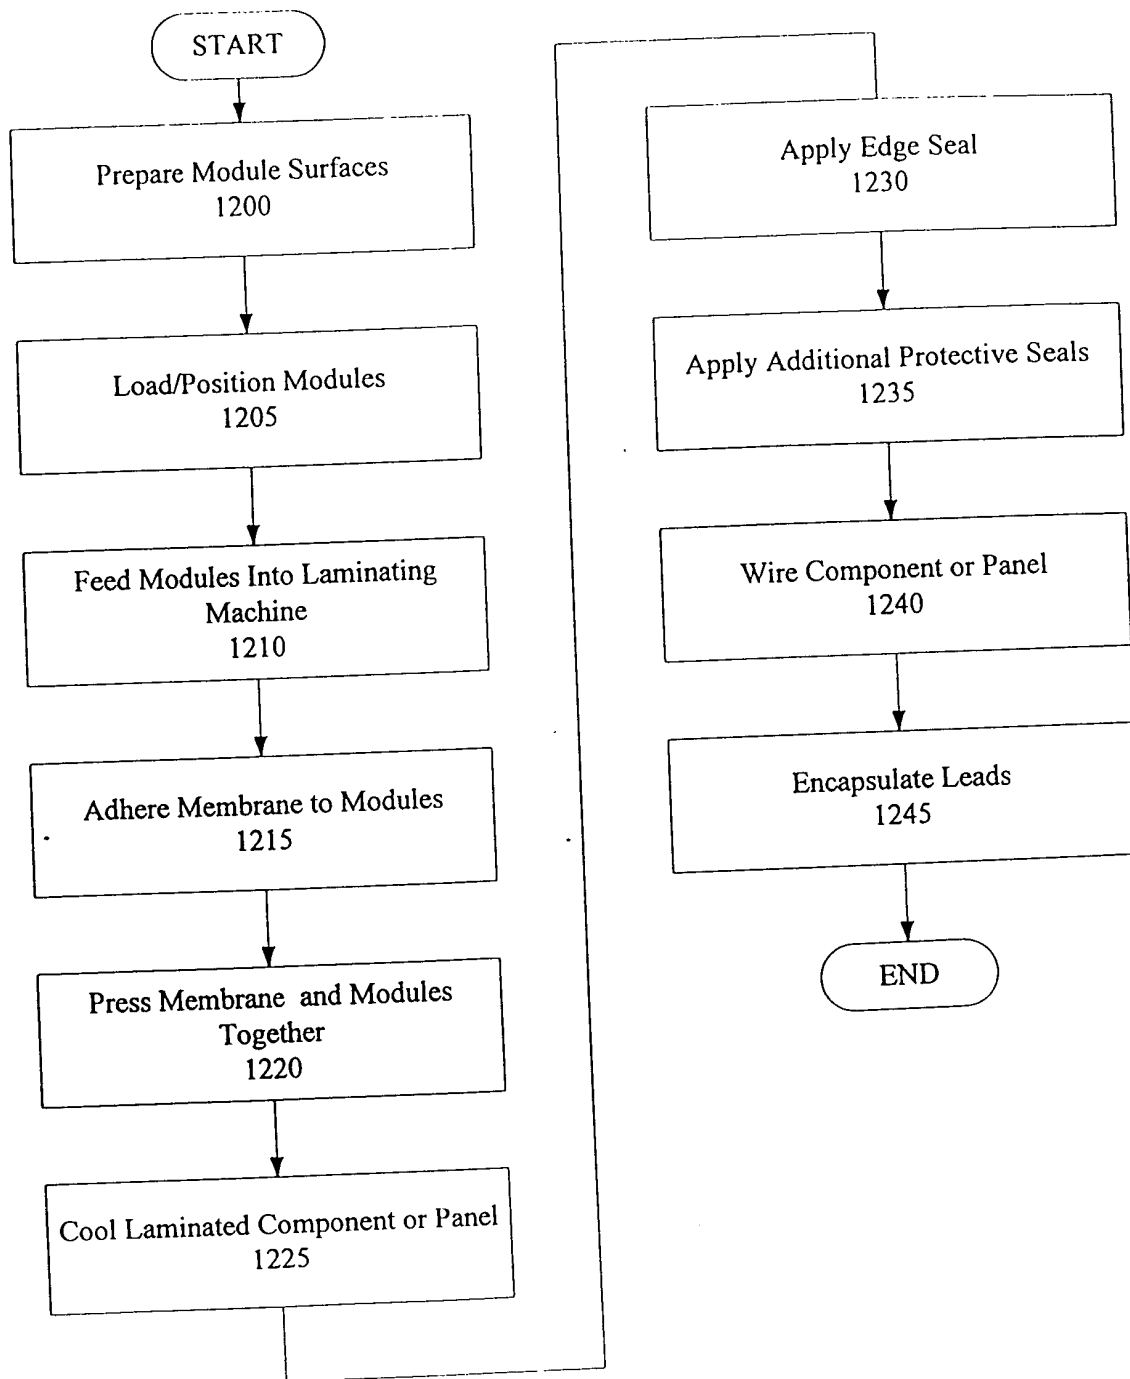 START
Prepare Module Surfaces
1200
Load/Position Modules
1205
Feed Modules Into Laminating
Machine
1210
Adhere Membrane to Modules
1215
Press Membrane and Modules
Together
1220
Cool Laminated Component or Panel
1225
Apply Edge Seal
1230
Apply Additional Protective Seals
1235
Wire Component or Panel
1240
Encapsulate Leads
1245
END